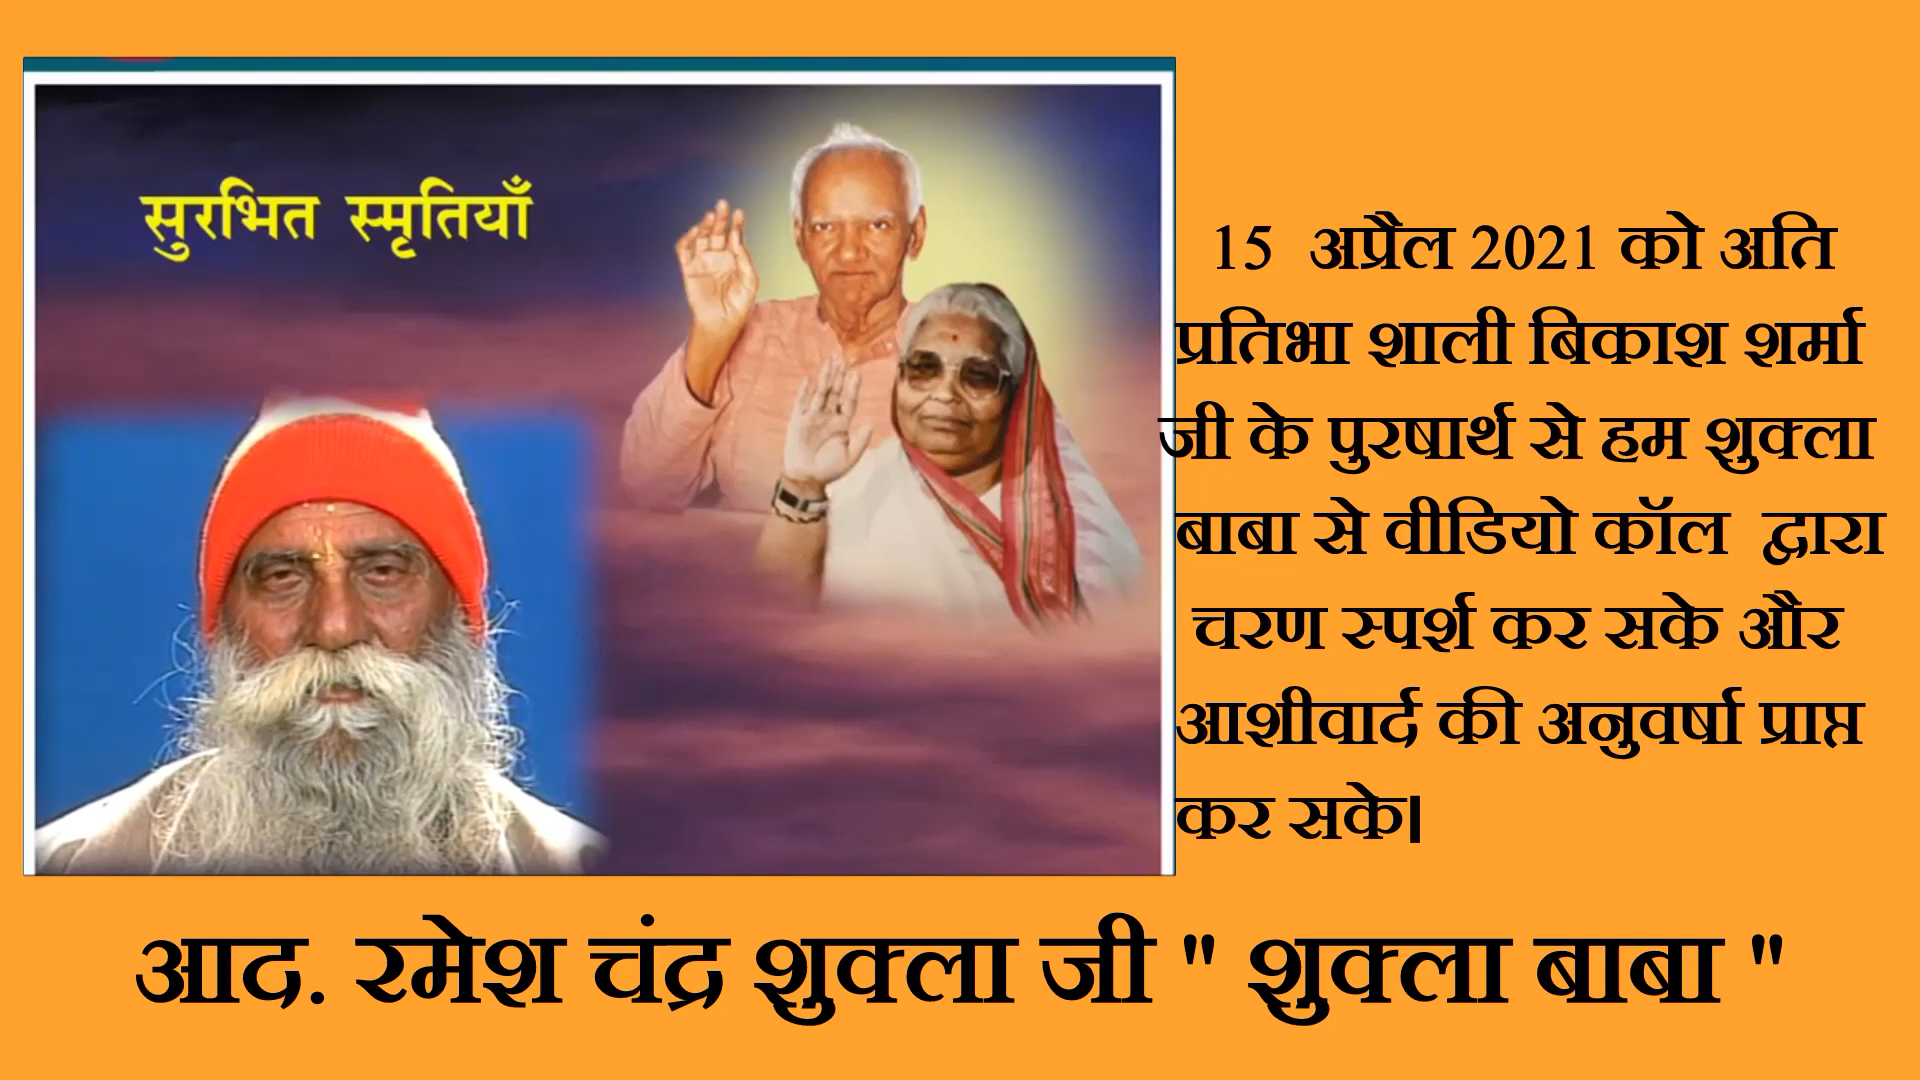 सुरभित स्मृतियाँ
15 अप्रैल 2021 को अति
प्रतिभा शाली बिकाश शर्मा
जी के पुरषार्थ से हम शुक्ला
बाबा से वीडियो कॉल द्वारा
चरण स्पर्श कर सके और
आशीवार्द की अनुवर्षा प्राप्त
कर सके।
आद. रमेश चंद्र शुक्ला जी " शुक्ला बाबा "